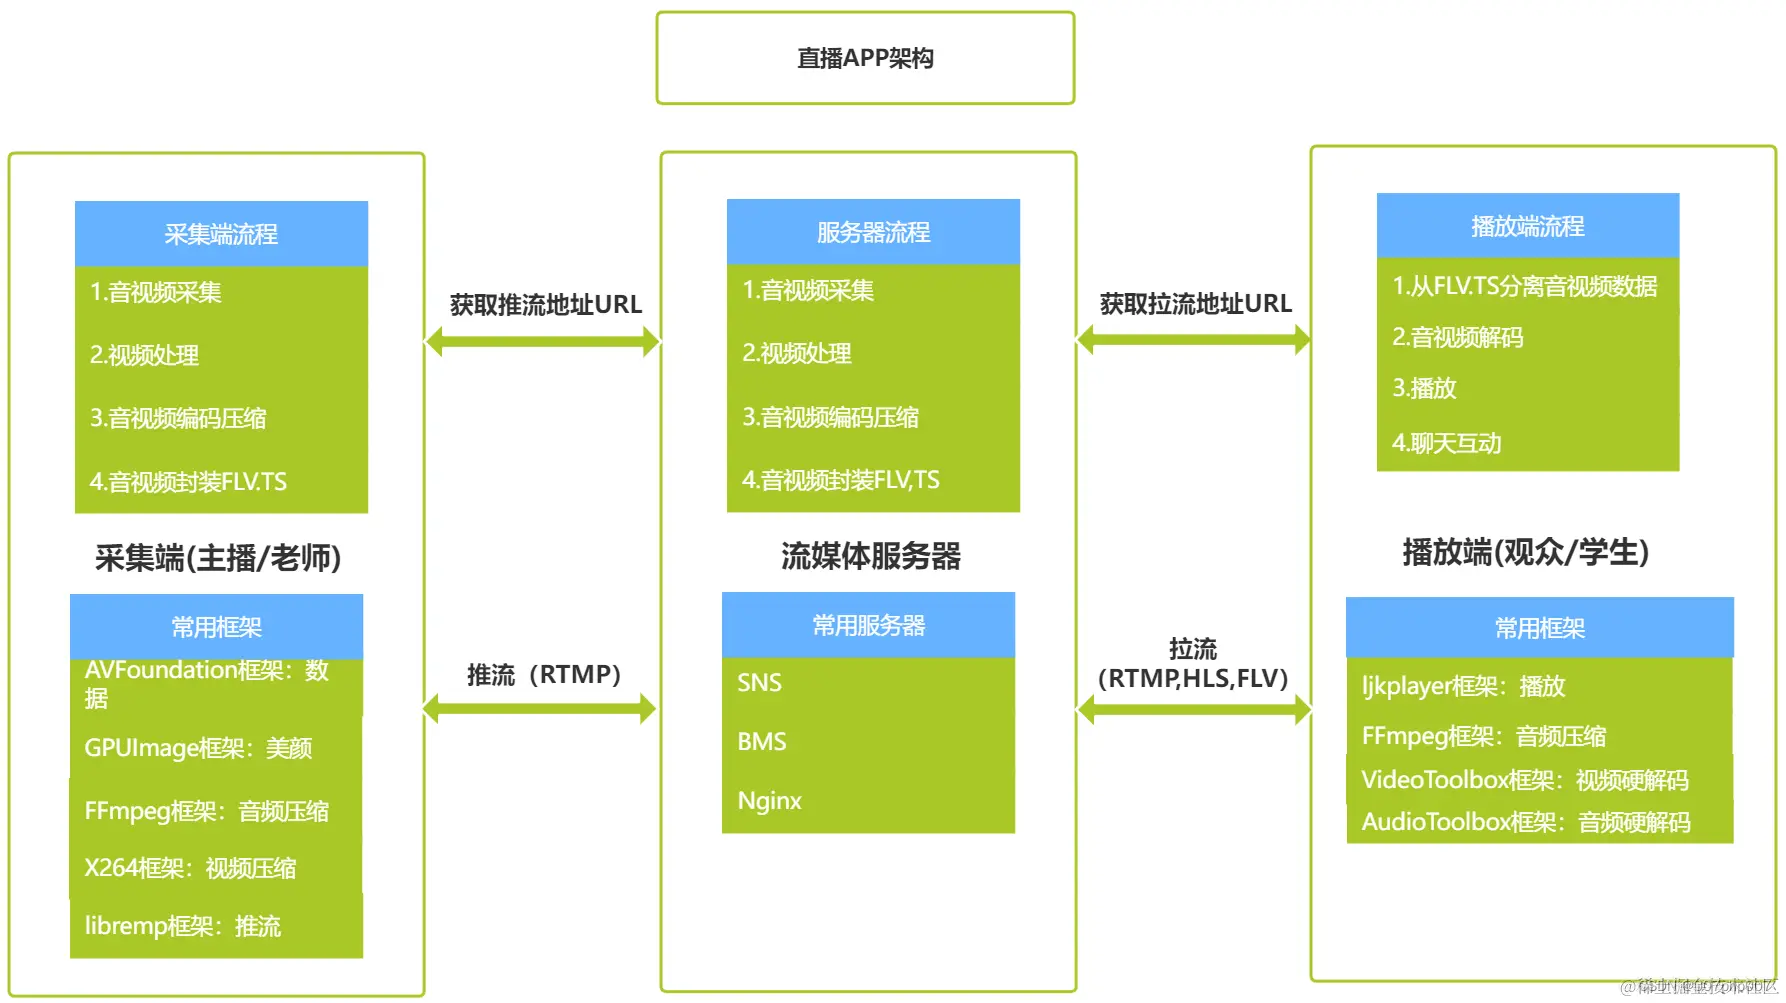 直播APP架构
采集端流程
1.音视频采集
2.视频处理
3.音视频编码压缩
4.音视频封装FLV.TS
采集端(主播/老师)
常用框架
AVFoundation框架：数
据
GPUImage框架：美颜
FFmpeg框架：音频压缩
X264框架：视频压缩
libremp框架：推流
获取推流地址URL
推流（RTMP）
服务器流程
1.音视频采集
2.视频处理
3.音视频编码压缩
4.音视频封装FLV,TS
流媒体服务器
常用服务器
SNS
BMS
Nginx
获取拉流地址URL
拉流
（RTMP,HLS,FLV）
播放端流程
1.从FLV.TS分离音视频数据
2.音视频解码
3.播放
4.聊天互动
播放端(观众/学生)
常用框架
ljkplayer框架：播放
FFmpeg框架：音频压缩
VideoToolbox框架：视频硬解码
AudioToolbox框架：音频硬解码
@稀土掘金技术社区